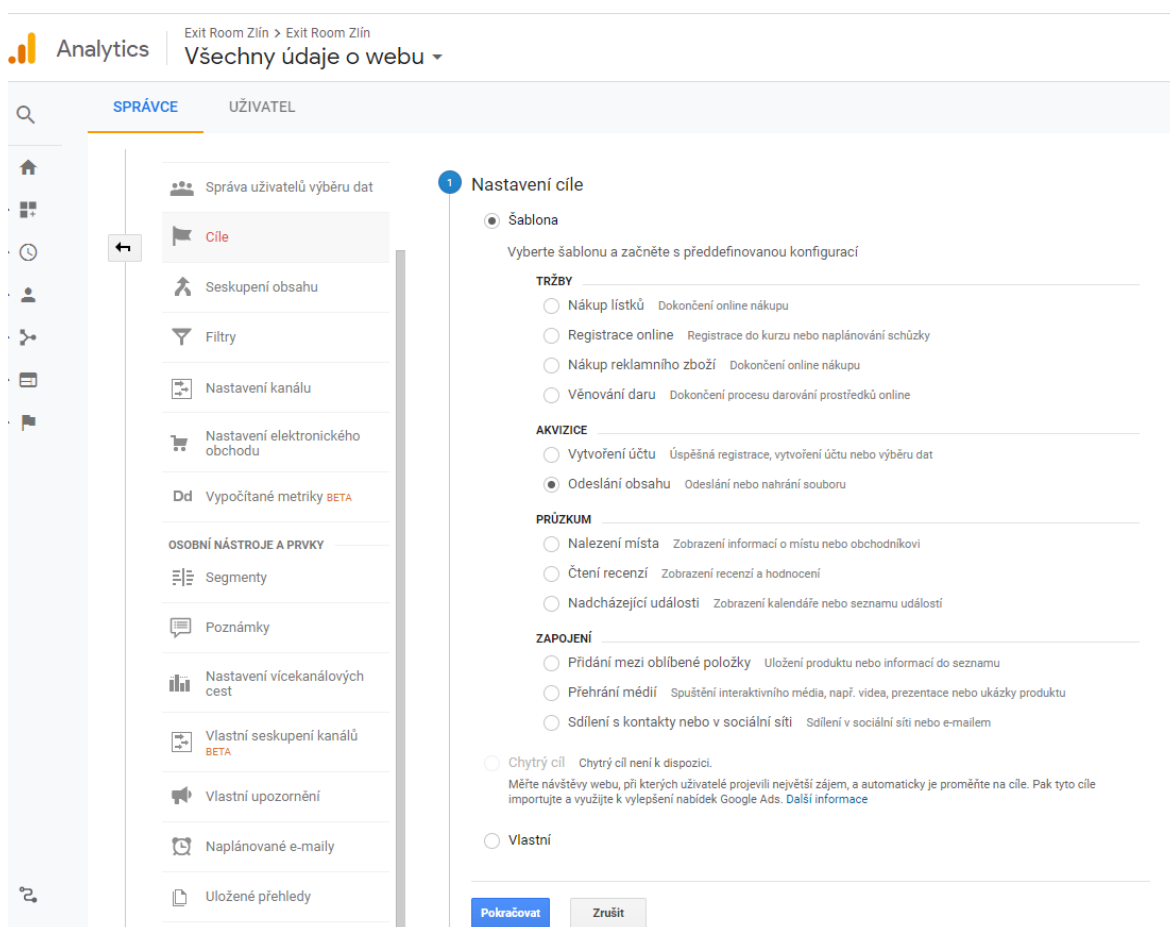 Analytics
Exit Room Zlín > Exit Room Zlín
Všechny údaje o webu
SPRÁVCE
UŽIVATEL
Správa uživatelů výběru dat
Cíle
Seskupení obsahu
Filtry
Nastavení kanálu
Nastavení elektronického
obchodu
Dd Vypočítané metriky BETA
OSOBNÍ NÁSTROJE A PRVKY
Segmenty
Poznámky
Nastavení vícekanálových
cest
Vlastní seskupení kanálů
BETA
Vlastní upozornění
Naplánované e-maily
Uložené přehledy
1 Nastavení cíle
Šablona
Vyberte šablonu a začněte s předdefinovanou konfigurací
TRŽBY
Nákup lístků Dokončení online nákupu
Registrace online Registrace do kurzu nebo naplánování schůzky
Nákup reklamního zboží Dokončení online nákupu
Věnování daru Dokončení procesu darování prostředků online
AKVIZICE
Vytvoření účtu Úspěšná registrace, vytvoření účtu nebo výběru dat
Odeslání obsahu Odeslání nebo nahrání souboru
PRŮZKUM
Nalezení místa Zobrazení informací o místu nebo obchodníkovi
Čtení recenzí Zobrazení recenzí a hodnocení
Nadcházející události Zobrazení kalendáře nebo seznamu událostí
ZAPOJENÍ
Přidání mezi oblíbené položky Uložení produktu nebo informací do seznamu
Přehrání médií Spuštění interaktivního média, např. videa, prezentace nebo ukázky produktu
Sdílení s kontakty nebo v sociální síti Sdílení v sociální síti nebo e-mailem
Chytrý cíl Chytrý cíl není k dispozici.
Měřte návštěvy webu, při kterých uživatelé projevili největší zájem, a automaticky je proměňte na cíle. Pak tyto cíle
importujte a využijte k vylepšení nabídek Google Ads. Další informace
Vlastní
Pokračovat
Zrušit